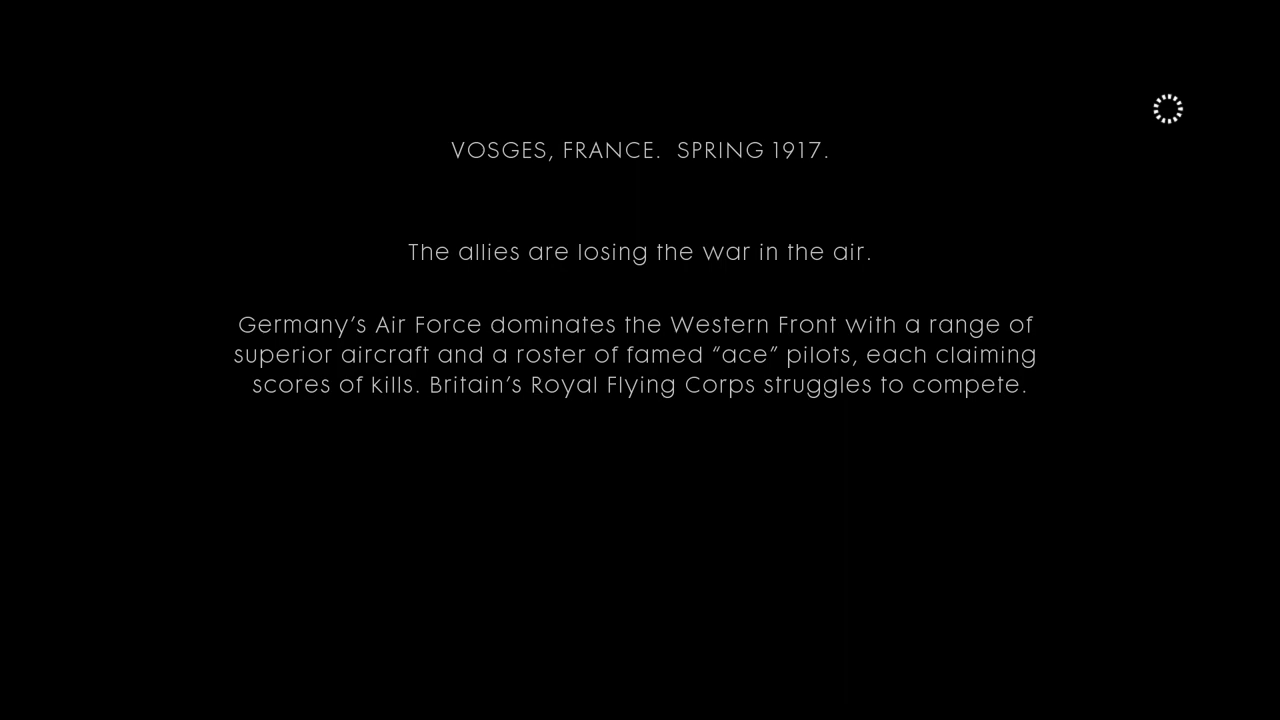 VOSGES, FRANCE. SPRING 1917.
The allies are losing the war in the air.
Germany’s Air Force dominates the Western Front with a range of
superior aircraft and a roster of famed “ace” pilots, each claiming
scores of kills. Britain’s Royal Flying Corps struggles to compete.